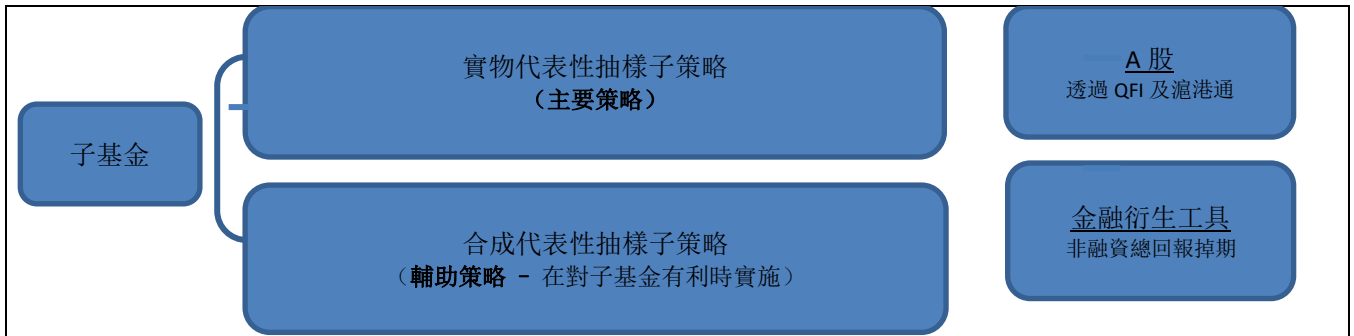 子基金
實物代表性抽樣子策略
（主要策略）
A 股
透過 QFI 及滬港通
合成代表性抽樣子策略
（輔助策略 － 在對子基金有利時實施）
金融衍生工具
非融資總回報掉期